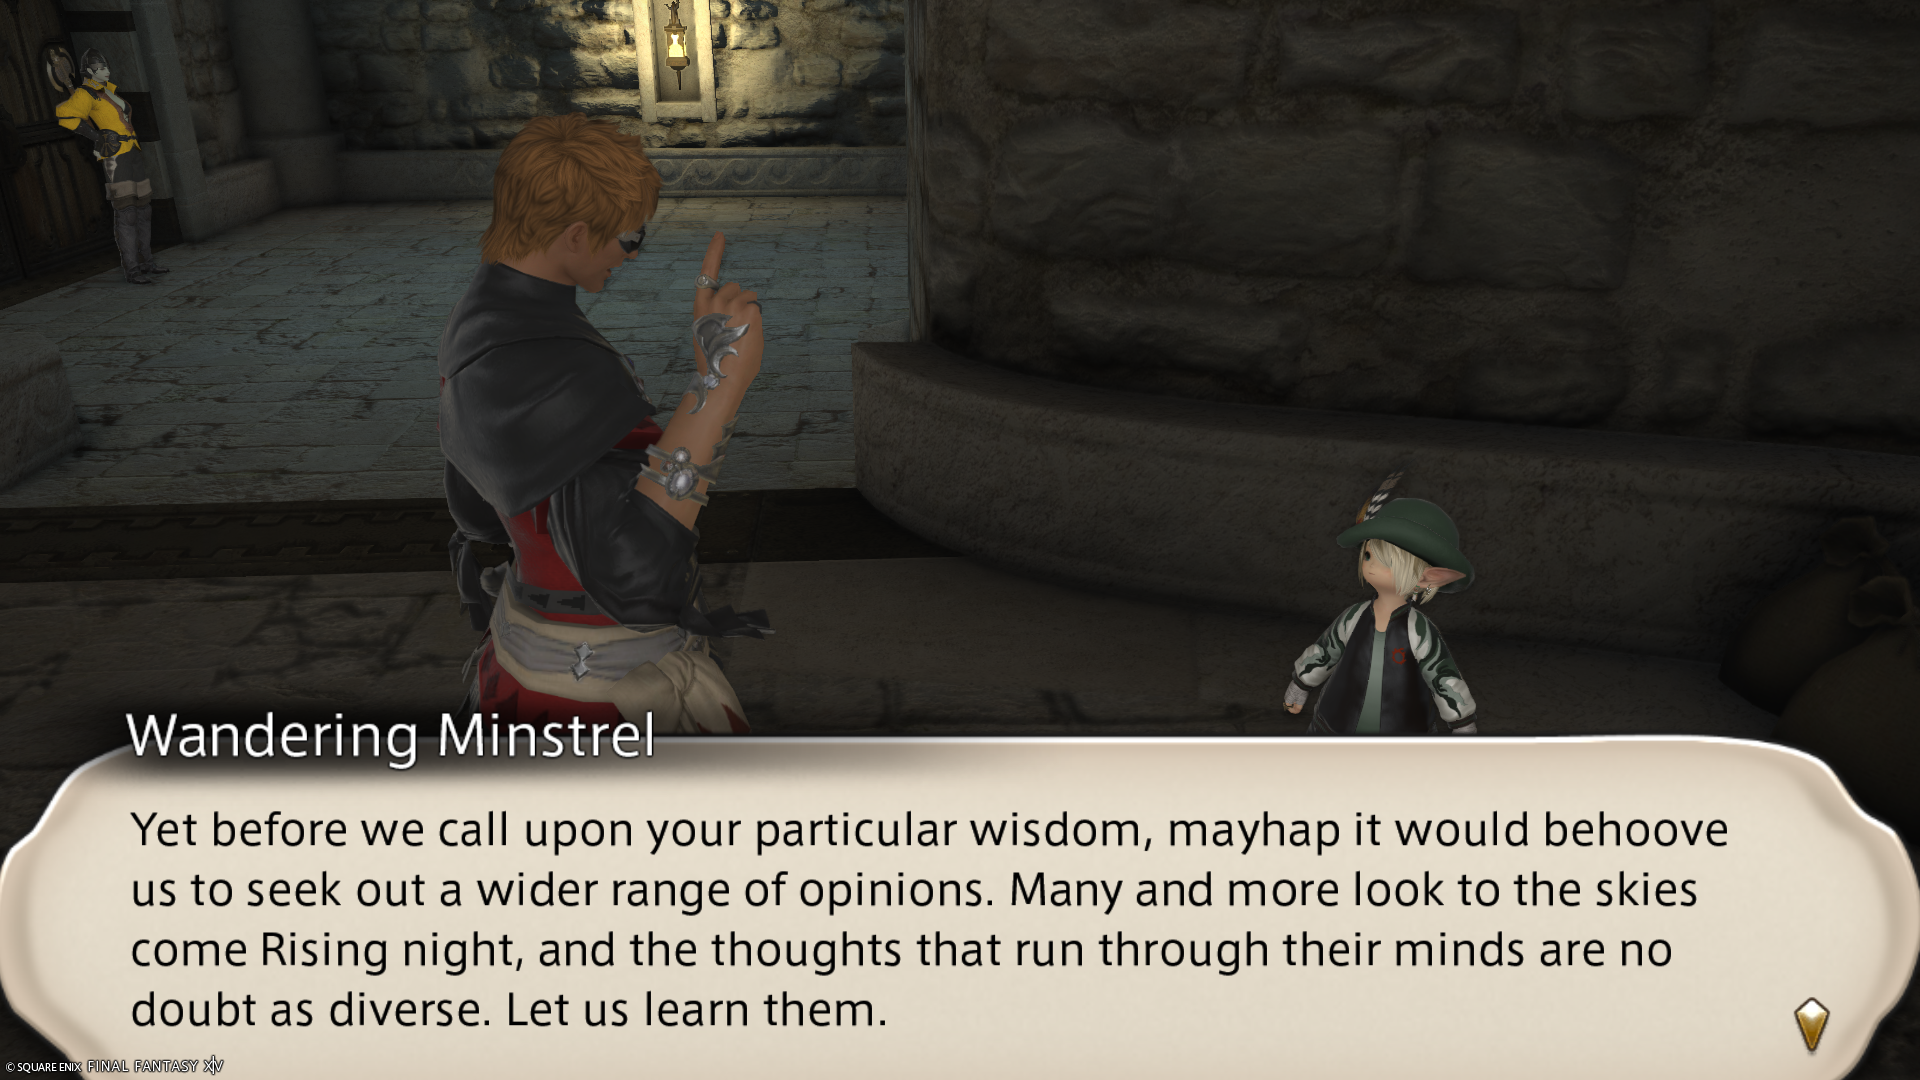 Wandering Minstrel
Yet before we call upon your particular wisdom, mayhap it would behoove
us to seek out a wider range of opinions. Many and more look to the skies
come Rising night, and the thoughts that run through their minds are no
doubt as diverse. Let us learn them.
© SQUARE ENIX FINAL FANTASY XIV